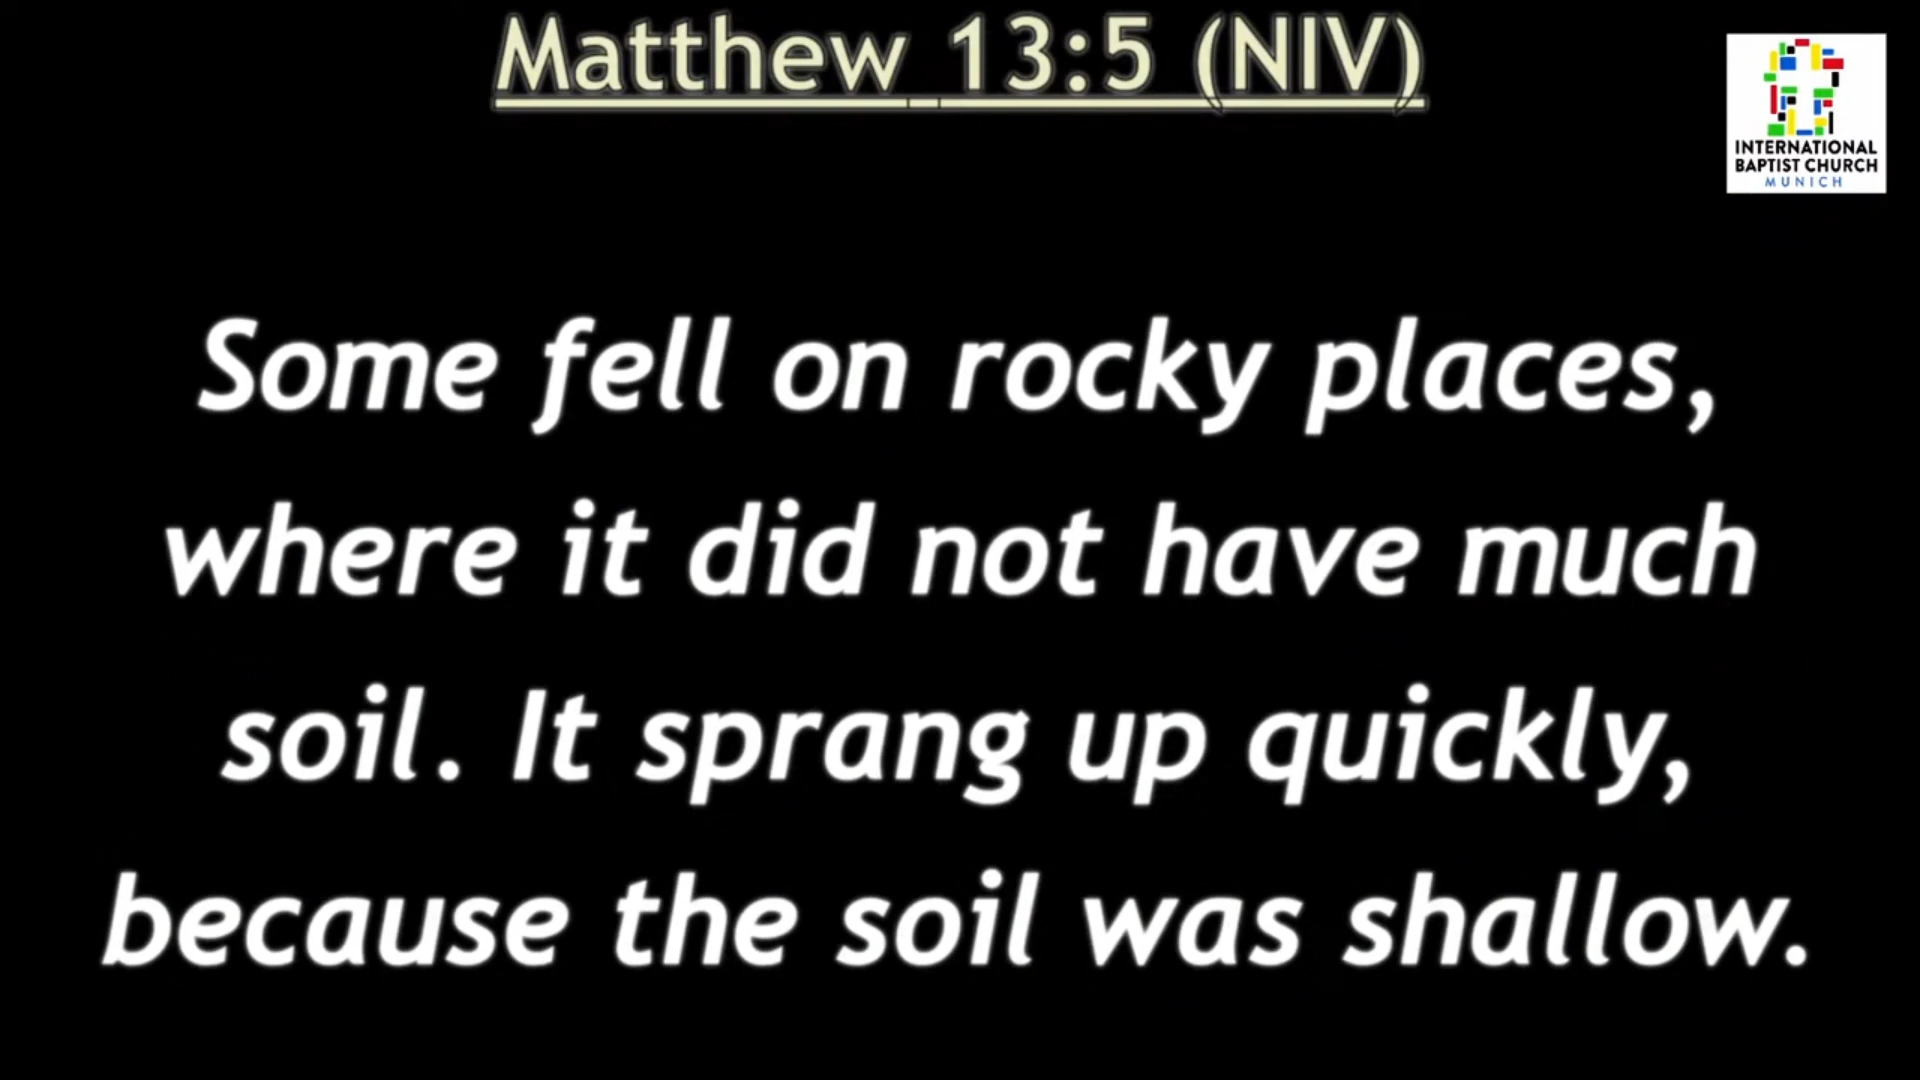 Matthew 13:5 (NIV)
INTERNATIONAL
BAPTIST CHURCH
MUNICH
Some fell on rocky places,
where it did not have much
soil. It sprang up quickly,
because the soil was shallow.